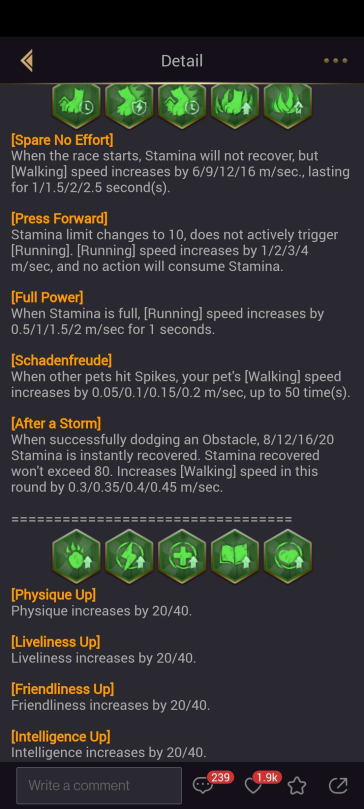 Detail
[Spare No Effort]
When the race starts, Stamina will not recover, but
[Walking] speed increases by 6/9/12/16 m/sec., lasting
for 1/1.5/2/2.5 second(s).
[Press Forward]
Stamina limit changes to 10, does not actively trigger
[Running]. [Running] speed increases by 1/2/3/4
m/sec, and no action will consume Stamina.
[Full Power]
When Stamina is full, [Running] speed increases by
0.5/1/1.5/2 m/sec for 1 seconds.
[Schadenfreude]
When other pets hit Spikes, your pet's [Walking] speed
increases by 0.05/0.1/0.15/0.2 m/sec, up to 50 time(s).
[After a Storm]
When successfully dodging an Obstacle, 8/12/16/20
Stamina is instantly recovered. Stamina recovered
won't exceed 80. Increases [Walking] speed in this
round by 0.3/0.35/0.4/0.45 m/sec.
=================================
[Physique Up]
Physique increases by 20/40.
[Liveliness Up]
Liveliness increases by 20/40.
[Friendliness Up]
Friendliness increases by 20/40.
[Intelligence Up]
Intelligence increases by 20/40.
Write a comment
239
1.9k